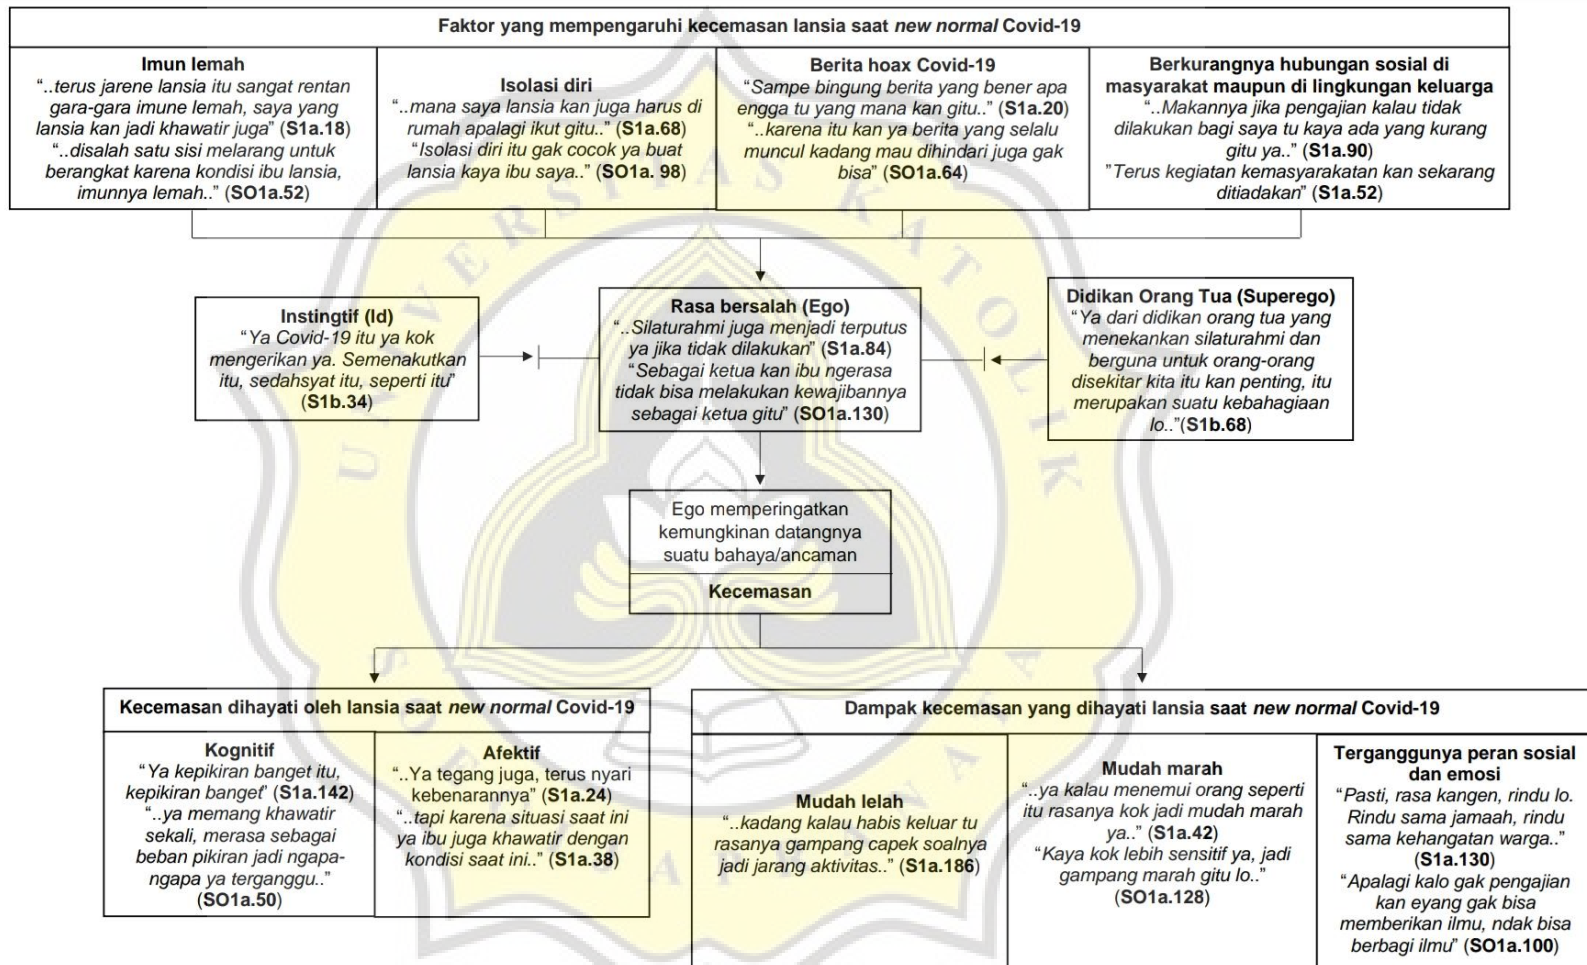 Faktor yang mempengaruhi kecemasan lansia saat new normal Covid-19
Imun lemah
“..terus jarene lansia itu sangat rentan
gara-gara imune lemah, saya yang
lansia kan jadi khawatir juga” (S1a.18)
“..disalah satu sisi melarang untuk
berangkat karena kondisi ibu lansia,
imunnya lemah..” (SO1a.52)
Isolasi diri
“..mana saya lansia kan juga harus di
rumah apalagi ikut gitu..” (S1a.68)
“Isolasi diri itu gak cocok ya buat
lansia kaya ibu saya..” (SO1a. 98)
Berita hoax Covid-19
“Sampe bingung berita yang bener apa
engga tu yang mana kan gitu..” (S1a.20)
“..karena itu kan ya berita yang selalu
muncul kadang mau dihindari juga gak
bisa” (SO1a.64)
Berkurangnya hubungan sosial di
masyarakat maupun di lingkungan keluarga
“..Makannya jika pengajian kalau tidak
dilakukan bagi saya tu kaya ada yang kurang
gitu ya..” (S1a.90)
”Terus kegiatan kemasyarakatan kan sekarang
ditiadakan” (S1a.52)
Instingtif (Id)
“Ya Covid-19 itu ya kok
mengerikan ya. Semenakutkan
itu, sedahsyat itu, seperti itu”
(S1b.34)
Rasa bersalah (Ego)
“..Silaturahmi juga menjadi terputus
ya jika tidak dilakukan” (S1a.84)
“Sebagai ketua kan ibu ngerasa
tidak bisa melakukan kewajibannya
sebagai ketua gitu” (SO1a.130)
Didikan Orang Tua (Superego)
“Ya dari didikan orang tua yang
menekankan silaturahmi dan
berguna untuk orang-orang
disekitar kita itu kan penting, itu
merupakan suatu kebahagiaan
lo..”(S1b.68)
Ego memperingatkan
kemungkinan datangnya
suatu bahaya/ancaman
Kecemasan
Kecemasan dihayati oleh lansia saat new normal Covid-19
Kognitif
“Ya kepikiran banget itu,
kepikiran banget” (S1a.142)
“..ya memang khawatir
sekali, merasa sebagai
beban pikiran jadi ngapa-
ngapa ya terganggu..”
(SO1a.50)
Afektif
“..Ya tegang juga, terus nyari
kebenarannya” (S1a.24)
“..tapi karena situasi saat ini
ya ibu juga khawatir dengan
kondisi saat ini..” (S1a.38)
Dampak kecemasan yang dihayati lansia saat new normal Covid-19
Mudah lelah
“..kadang kalau habis keluar tu
rasanya gampang capek soalnya
jadi jarang aktivitas..” (S1a.186)
Mudah marah
“..ya kalau menemui orang seperti
itu rasanya kok jadi mudah marah
ya..” (S1a.42)
“Kaya kok lebih sensitif ya, jadi
gampang marah gitu lo..”
(SO1a.128)
Terganggunya peran sosial
dan emosi
“Pasti, rasa kangen, rindu lo.
Rindu sama jamaah, rindu
sama kehangatan warga..”
(S1a.130)
“Apalagi kalo gak pengajian
kan eyang gak bisa
memberikan ilmu, ndak bisa
berbagi ilmu” (SO1a.100)
UNIVERSITAS KATOLIK
SOEGIJAPRANATA